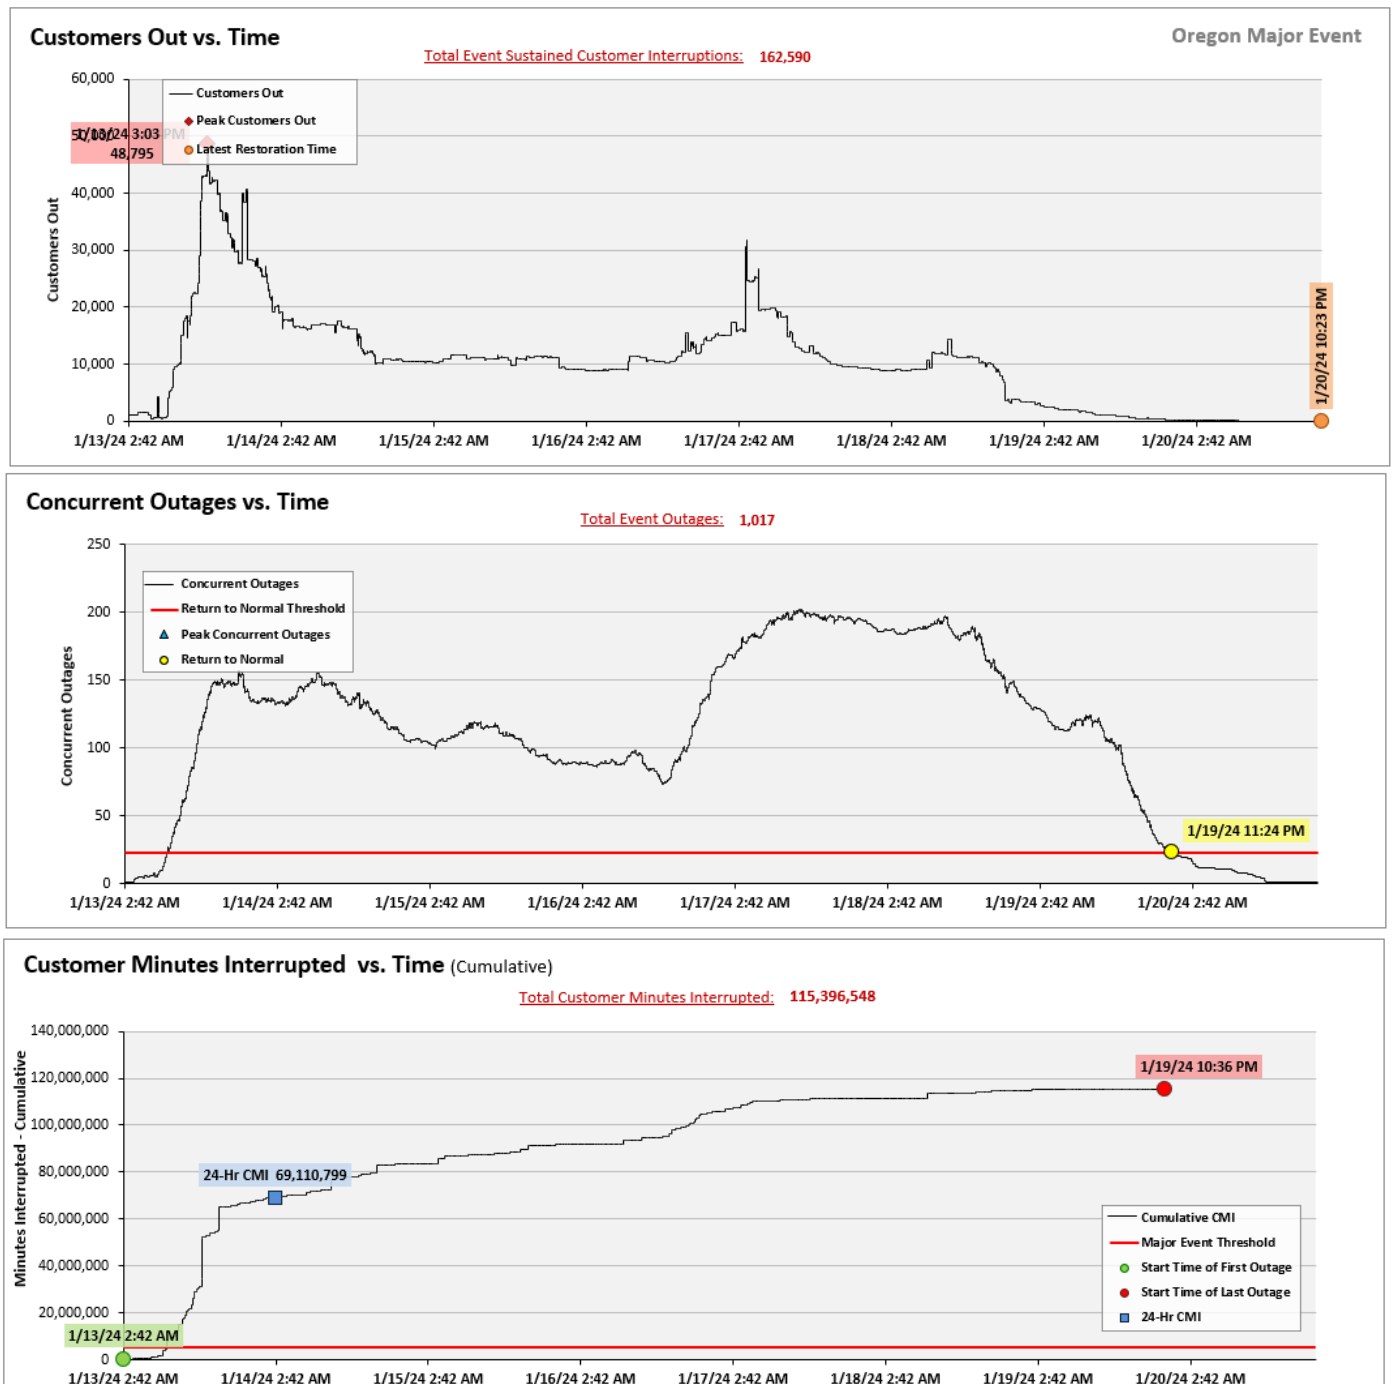 Customers Out vs. Time
Oregon Major Event
Total Event Sustained Customer Interruptions: 162,590
60,000
50,000
40,000
30,000
20,000
10,000
0
Customers Out
Customers Out
Peak Customers Out
Latest Restoration Time
1/13/24 3:03 PM
48,795
1/20/24 10:23 PM
1/13/24 2:42 AM 1/14/24 2:42 AM 1/15/24 2:42 AM 1/16/24 2:42 AM 1/17/24 2:42 AM 1/18/24 2:42 AM 1/19/24 2:42 AM 1/20/24 2:42 AM
Concurrent Outages vs. Time
Total Event Outages: 1,017
250
200
150
100
50
0
Concurrent Outages
Concurrent Outages
Return to Normal Threshold
Peak Concurrent Outages
Return to Normal
1/19/24 11:24 PM
1/13/24 2:42 AM 1/14/24 2:42 AM 1/15/24 2:42 AM 1/16/24 2:42 AM 1/17/24 2:42 AM 1/18/24 2:42 AM 1/19/24 2:42 AM 1/20/24 2:42 AM
Customer Minutes Interrupted vs. Time (Cumulative)
Total Customer Minutes Interrupted: 115,396,548
140,000,000
120,000,000
100,000,000
80,000,000
60,000,000
40,000,000
20,000,000
0
Minutes Interrupted - Cumulative
1/19/24 10:36 PM
24-Hr CMI 69,110,799
1/13/24 2:42 AM
Cumulative CMI
Major Event Threshold
Start Time of First Outage
Start Time of Last Outage
24-Hr CMI
1/13/24 2:42 AM 1/14/24 2:42 AM 1/15/24 2:42 AM 1/16/24 2:42 AM 1/17/24 2:42 AM 1/18/24 2:42 AM 1/19/24 2:42 AM 1/20/24 2:42 AM